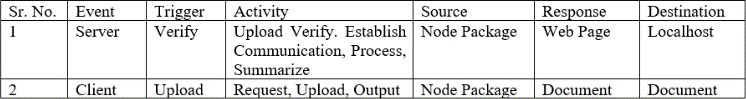 Sr. No. Event Trigger Activity Source Response Destination
1 Server Verify Upload Verify. Establish Node Package Web Page Localhost
Communication, Process,
Summarize
2 Client Upload Request, Upload, Output Node Package Document Document